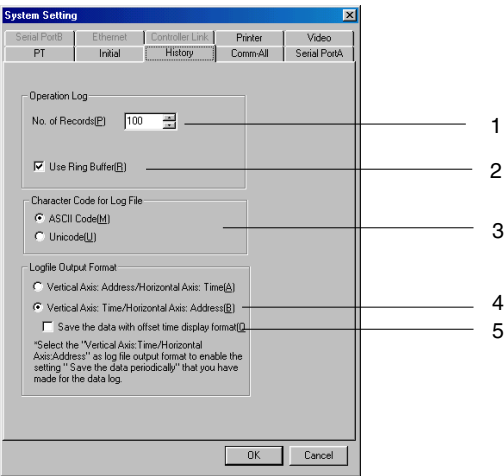 System Setting
Serial PortB Ethernet Controller Link Printer Video
PT Initial History Comm-All Serial PortA
Operation Log
No. of Records(P) 100
1
Use Ring Buffer(R)
2
Character Code for Log File
ASCII Code(M)
3
Unicode(U)
Logfile Output Format
Vertical Axis: Address/Horizontal Axis: Time(A)
Vertical Axis: Time/Horizontal Axis: Address(B)
4
Save the data with offset time display format(O
5
*Select the "Vertical Axis:Time/Horizontal
Axis:Address" as log file output format to enable the
setting " Save the data periodically" that you have
made for the data log.
OK Cancel